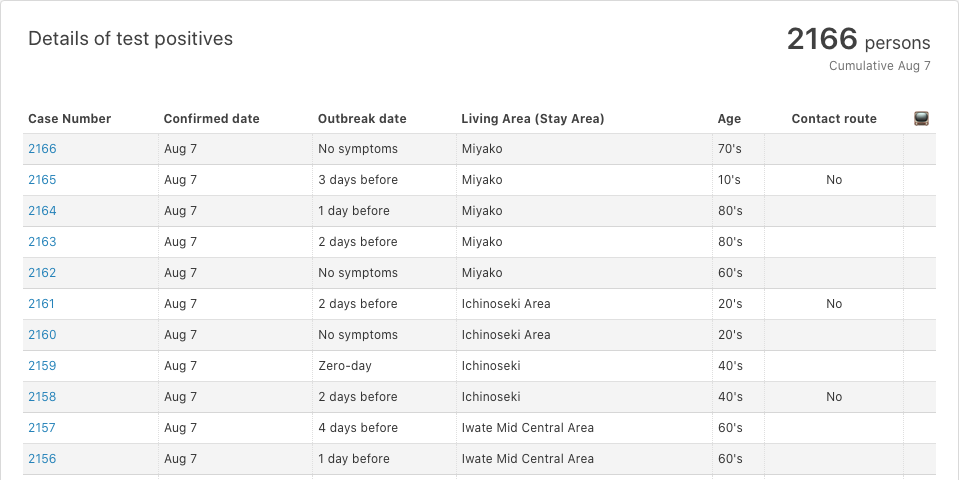 Details of test positives
2166 persons
Cumulative Aug 7
Case Number Confirmed date Outbreak date Living Area (Stay Area) Age Contact route
2166 Aug 7 No symptoms Miyako 70's
2165 Aug 7 3 days before Miyako 10's No
2164 Aug 7 1 day before Miyako 80's
2163 Aug 7 2 days before Miyako 80's
2162 Aug 7 No symptoms Miyako 60's
2161 Aug 7 2 days before Ichinoseki Area 20's No
2160 Aug 7 No symptoms Ichinoseki Area 20's
2159 Aug 7 Zero-day Ichinoseki 40's
2158 Aug 7 2 days before Ichinoseki 40's No
2157 Aug 7 4 days before Iwate Mid Central Area 60's
2156 Aug 7 1 day before Iwate Mid Central Area 60's